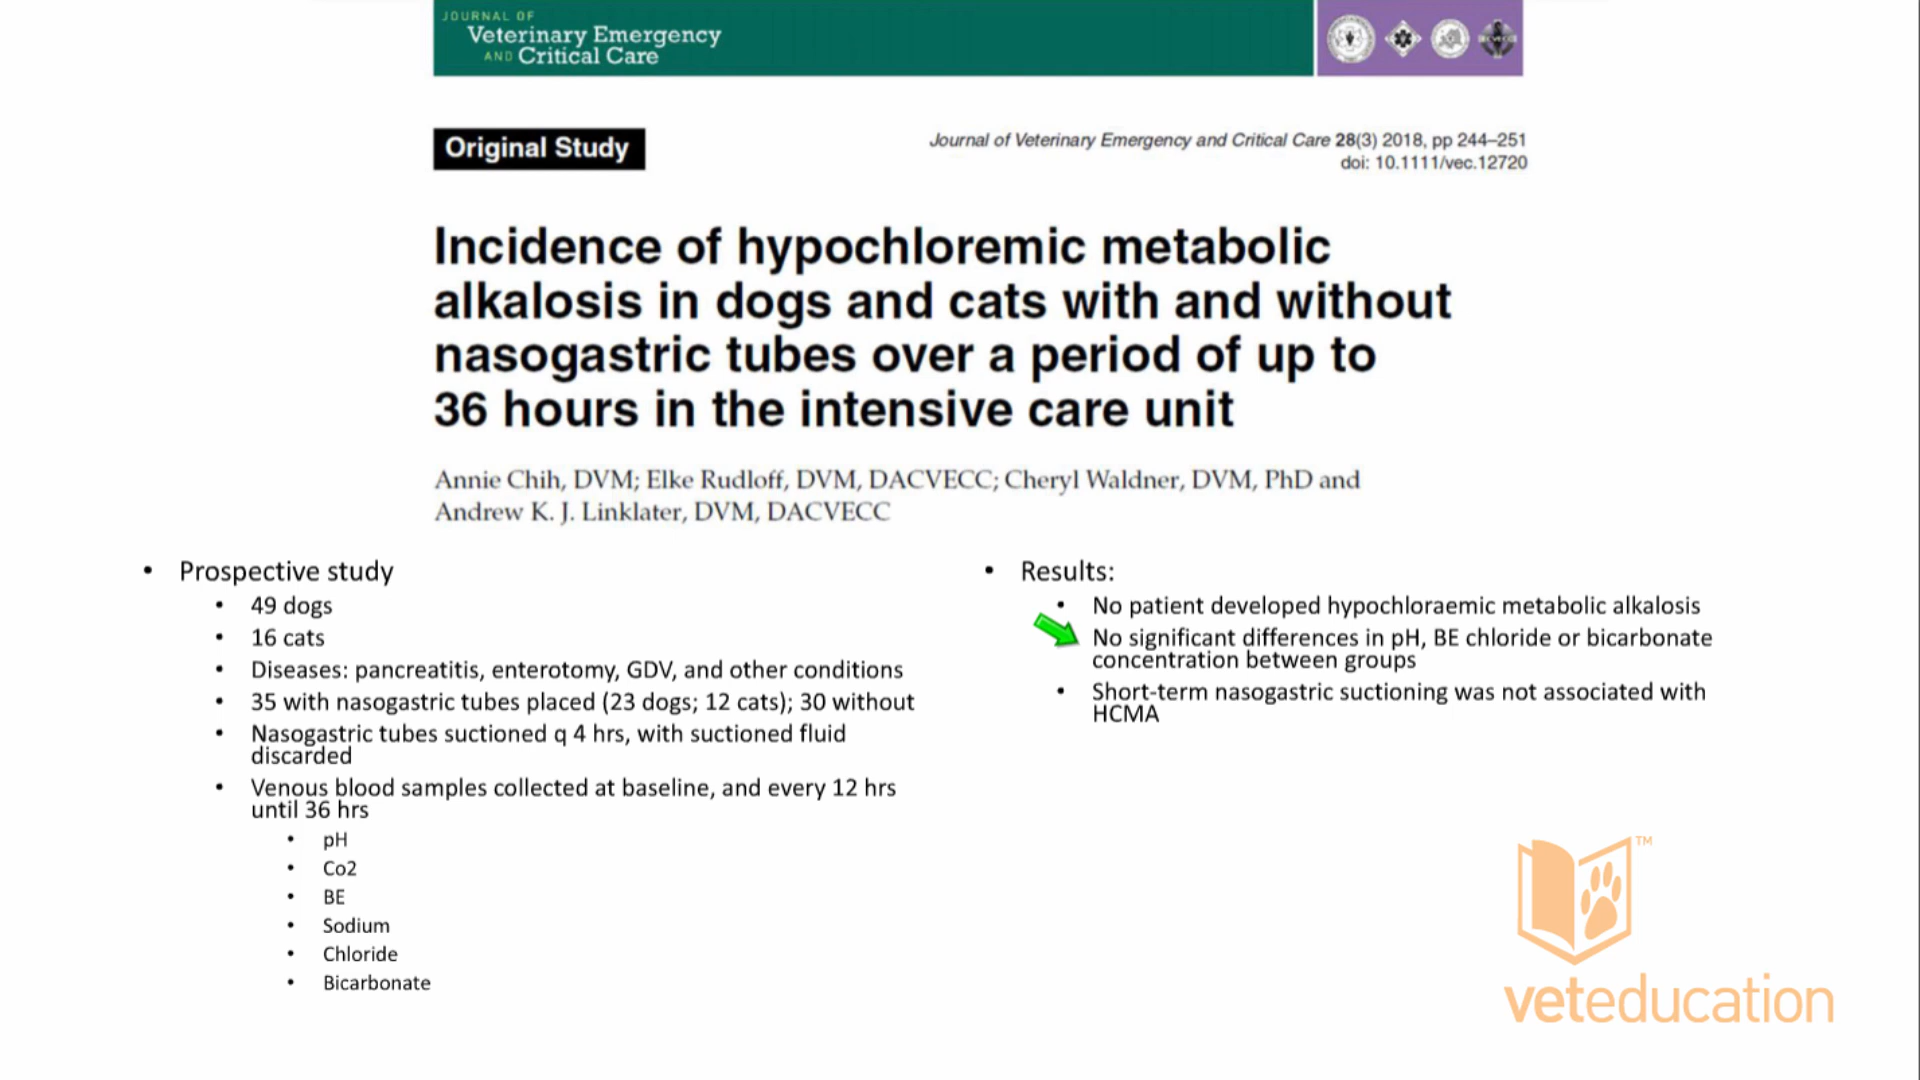 JOURNAL OF
Veterinary Emergency
AND Critical Care
Original Study
Journal of Veterinary Emergency and Critical Care 28(3) 2018, pp 244–251
doi: 10.1111/vec.12720
Incidence of hypochloremic metabolic
alkalosis in dogs and cats with and without
nasogastric tubes over a period of up to
36 hours in the intensive care unit
Annie Chih, DVM; Elke Rudloff, DVM, DACVECC; Cheryl Waldner, DVM, PhD and
Andrew K. J. Linklater, DVM, DACVECC
• Prospective study
• 49 dogs
• 16 cats
• Diseases: pancreatitis, enterotomy, GDV, and other conditions
• 35 with nasogastric tubes placed (23 dogs; 12 cats); 30 without
• Nasogastric tubes suctioned q 4 hrs, with suctioned fluid
discarded
• Venous blood samples collected at baseline, and every 12 hrs
until 36 hrs
• pH
• Co2
• BE
• Sodium
• Chloride
• Bicarbonate
• Results:
• No patient developed hypochloraemic metabolic alkalosis
No significant differences in pH, BE chloride or bicarbonate
concentration between groups
• Short-term nasogastric suctioning was not associated with
HCMA
TM
veteducation